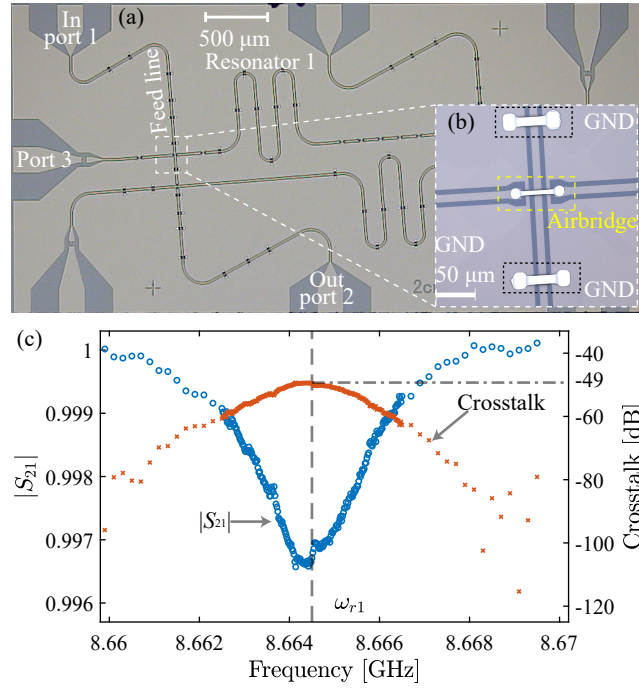 (a)
In
port 1
500 μm
Resonator 1
Feed line
Port 3
(b)
GND
Airbridge
GND
50 μm
GND
Out
port 2
(c)
1
0.999
0.998
0.997
0.996
|S21|
-40
-49
-60
-80
-100
-120
Crosstalk [dB]
Crosstalk
|S21|
ωr1
8.66
8.662
8.664
8.666
8.668
8.67
Frequency [GHz]